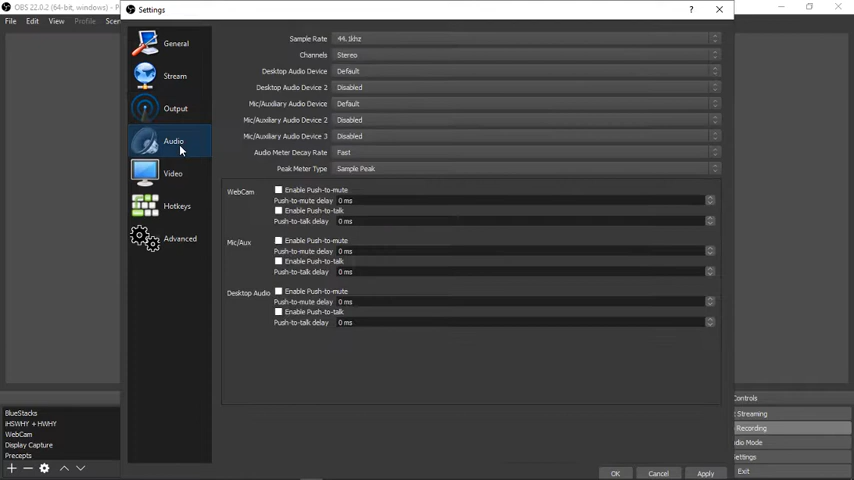 OBS 22.0.2 (64-bit, windows) - P
File Edit View Profile Scen
Settings
General
Stream
Output
Audio
Video
Hotkeys
Advanced
Sample Rate 44.1khz
Channels Stereo
Desktop Audio Device Default
Desktop Audio Device 2 Disabled
Mic/Auxiliary Audio Device Default
Mic/Auxiliary Audio Device 2 Disabled
Mic/Auxiliary Audio Device 3 Disabled
Audio Meter Decay Rate Fast
Peak Meter Type Sample Peak
WebCam
Enable Push-to-mute
Push-to-mute delay 0 ms
Enable Push-to-talk
Push-to-talk delay 0 ms
Mic/Aux
Enable Push-to-mute
Push-to-mute delay 0 ms
Enable Push-to-talk
Push-to-talk delay 0 ms
Desktop Audio
Enable Push-to-mute
Push-to-mute delay 0 ms
Enable Push-to-talk
Push-to-talk delay 0 ms
BlueStacks
iHSWHY + HWHY
WebCam
Display Capture
Precepts
OK Cancel Apply
ontrols
t Streaming
Recording
udio Mode
ettings
Exit